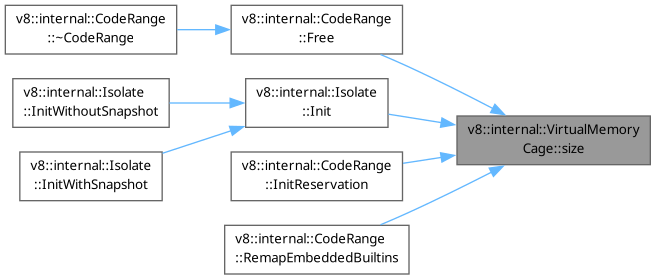 v8::internal::CodeRange
::~CodeRange
v8::internal::CodeRange
::Free
v8::internal::Isolate
::InitWithoutSnapshot
v8::internal::Isolate
::Init
v8::internal::VirtualMemory
Cage::size
v8::internal::Isolate
::InitWithSnapshot
v8::internal::CodeRange
::InitReservation
v8::internal::CodeRange
::RemapEmbeddedBuiltins